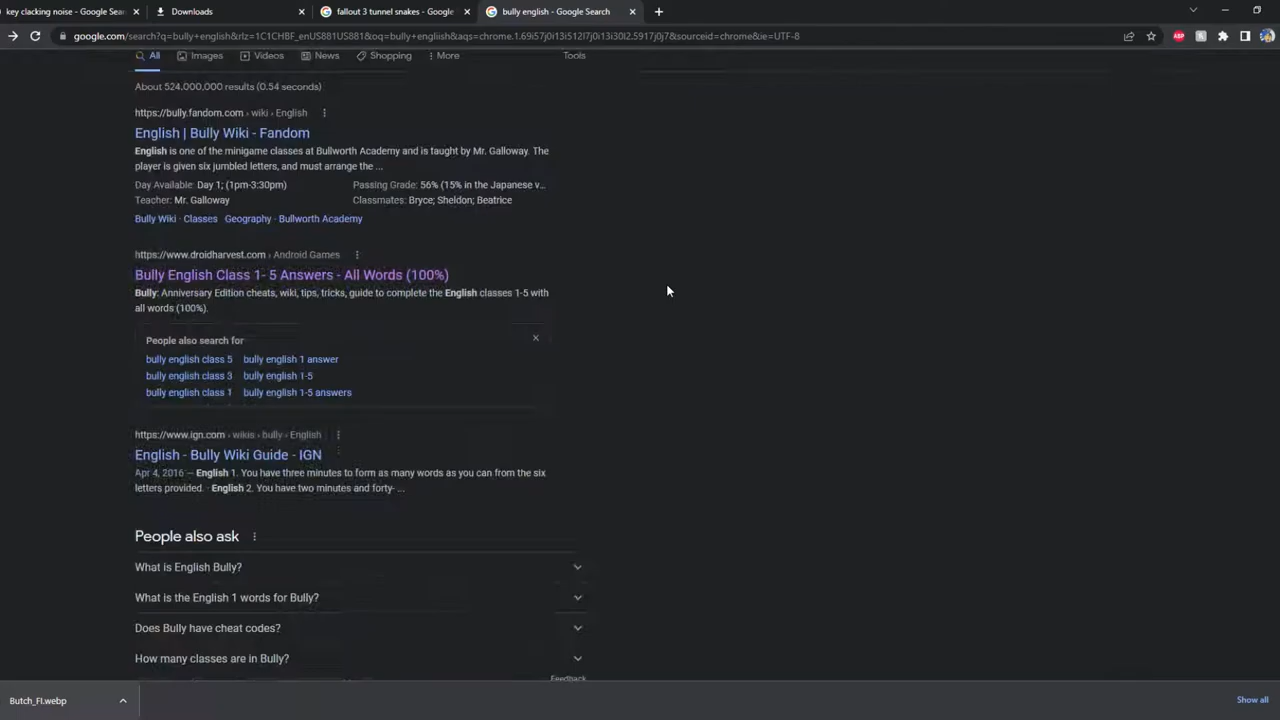 key clacking noise - Google Sear
Downloads
fallout 3 tunnel snakes - Google
bully english - Google Search
google.com/search?q=bully+english&rlz=1C1CHBF_enUS881US881&oq=bully+engliish&aqs=chrome.1.69i57j0i13i512l7j0i13i30l2.5917j0j7&sourceid=chrome&ie=UTF-8
ABP
All
Images
Videos
News
Shopping
More
Tools
About 524,000,000 results (0.54 seconds)
https://bully.fandom.com › wiki › English
English | Bully Wiki - Fandom
English is one of the minigame classes at Bullworth Academy and is taught by Mr. Galloway. The
player is given six jumbled letters, and must arrange the ...
Day Available: Day 1; (1pm-3:30pm)
Passing Grade: 56% (15% in the Japanese v...
Teacher: Mr. Galloway
Classmates: Bryce; Sheldon; Beatrice
Bully Wiki · Classes · Geography · Bullworth Academy
https://www.droidharvest.com › Android Games
Bully English Class 1- 5 Answers - All Words (100%)
Bully: Anniversary Edition cheats, wiki, tips, tricks, guide to complete the English classes 1-5 with
all words (100%).
People also search for
bully english class 5
bully english 1 answer
bully english class 3
bully english 1-5
bully english class 1
bully english 1-5 answers
https://www.ign.com › wikis › bully › English
English - Bully Wiki Guide - IGN
Apr 4, 2016 — English 1. You have three minutes to form as many words as you can from the six
letters provided. · English 2. You have two minutes and forty- ...
People also ask
What is English Bully?
What is the English 1 words for Bully?
Does Bully have cheat codes?
How many classes are in Bully?
Feedback
Butch_FI.webp
Show all